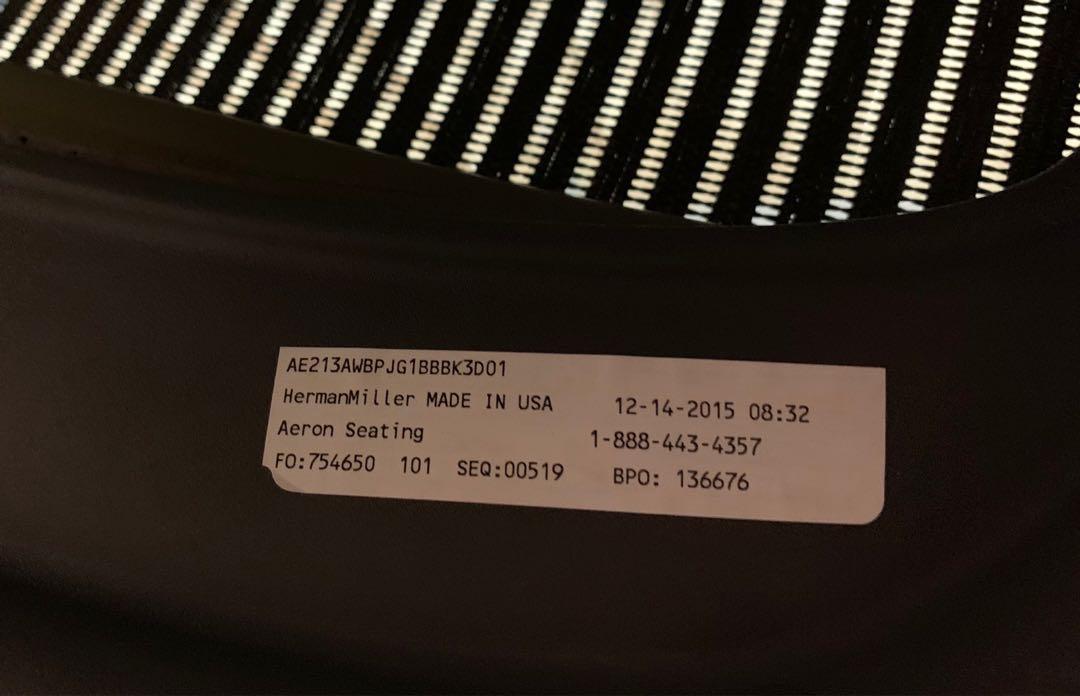 AE213AWBPJG1BBBK3D01
HermanMiller MADE IN USA 12-14-2015 08:32
Aeron Seating 1-888-443-4357
FO:754650 101 SEQ:00519 BPO: 136676